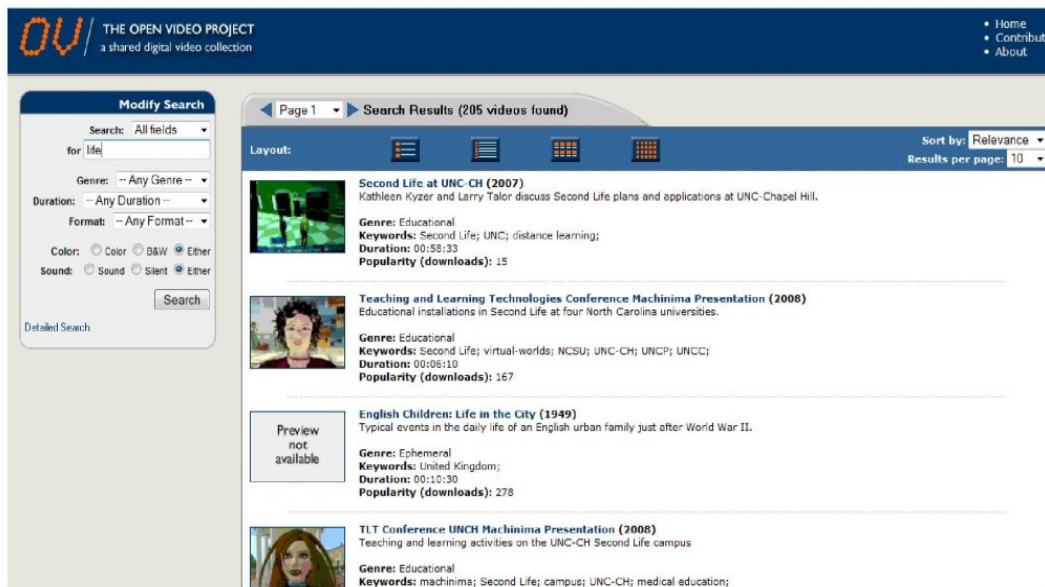 OV/ THE OPEN VIDEO PROJECT
a shared digital video collection
• Home
• Contribut
• About
Modify Search
Search: All fields
for life
Genre: -- Any Genre --
Duration: -- Any Duration --
Format: -- Any Format --
Color: Color B&W Either
Sound: Sound Silent Either
Search
Detailed Search
Page 1 Search Results (205 videos found)
Layout:
Sort by: Relevance
Results per page: 10
Second Life at UNC-CH (2007)
Kathleen Kyzer and Larry Talor discuss Second Life plans and applications at UNC-Chapel Hill.
Genre: Educational
Keywords: Second Life; UNC; distance learning;
Duration: 00:58:33
Popularity (downloads): 15
Teaching and Learning Technologies Conference Machinima Presentation (2008)
Educational installations in Second Life at four North Carolina universities.
Genre: Educational
Keywords: Second Life; virtual-worlds; NCSU; UNC-CH; UNCP; UNCC;
Duration: 00:06:10
Popularity (downloads): 167
Preview
not
available
English Children: Life in the City (1949)
Typical events in the daily life of an English urban family just after World War II.
Genre: Ephemeral
Keywords: United Kingdom;
Duration: 00:10:30
Popularity (downloads): 278
TLT Conference UNCH Machinima Presentation (2008)
Teaching and learning activities on the UNC-CH Second Life campus
Genre: Educational
Keywords: machinima; Second Life; campus; UNC-CH; medical education;